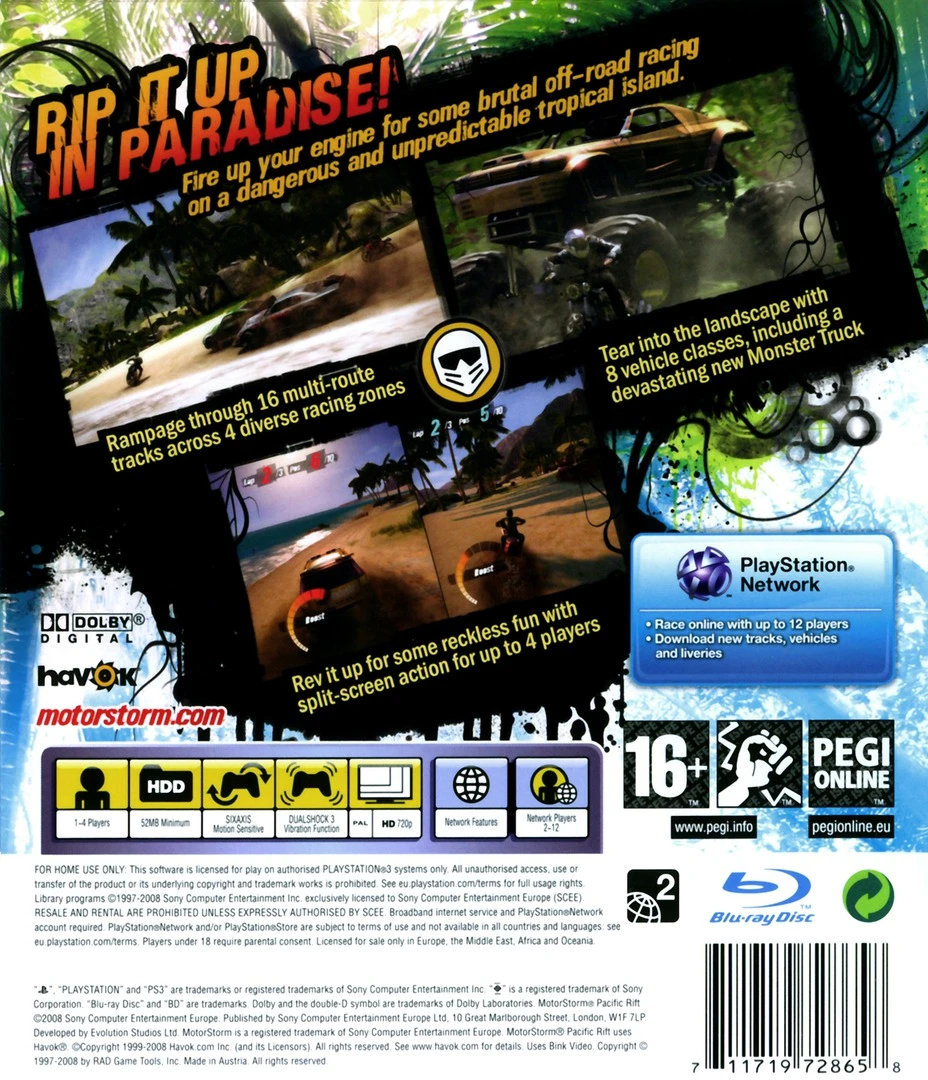 RIP IT UP
IN PARADISE!
Fire up your engine for some brutal off-road racing
on a dangerous and unpredictable tropical island.
Rampage through 16 multi-route
tracks across 4 diverse racing zones
Tear into the landscape with
8 vehicle classes, including a
devastating new Monster Truck
Lap 2/3 Pos 6/10
Lap 2/3 Pos 5/10
Boost
Boost
Rev it up for some reckless fun with
split-screen action for up to 4 players
PlayStation®
Network
• Race online with up to 12 players
• Download new tracks, vehicles
and liveries
DOLBY®
DIGITAL
havok
motorstorm.com
16+
™
™
PEGI
ONLINE
™
www.pegi.info
pegionline.eu
HDD
1-4 Players
52MB Minimum
SIXAXIS
Motion Sensitive
DUALSHOCK 3
Vibration Function
PAL
HD 720p
Network Features
Network Players
2-12
FOR HOME USE ONLY: This software is licensed for play on authorised PLAYSTATION®3 systems only. All unauthorised access, use or
transfer of the product or its underlying copyright and trademark works is prohibited. See eu.playstation.com/terms for full usage rights.
Library programs ©1997-2008 Sony Computer Entertainment Inc. exclusively licensed to Sony Computer Entertainment Europe (SCEE).
RESALE AND RENTAL ARE PROHIBITED UNLESS EXPRESSLY AUTHORISED BY SCEE. Broadband internet service and PlayStation®Network
account required. PlayStation®Network and/or PlayStation®Store are subject to terms of use and not available in all countries and languages. see
eu.playstation.com/terms. Players under 18 require parental consent. Licensed for sale only in Europe, the Middle East, Africa and Oceania.
2
Blu-ray Disc
™
"", "PLAYSTATION" and "PS3" are trademarks or registered trademarks of Sony Computer Entertainment Inc. "" is a registered trademark of Sony
Corporation. "Blu-ray Disc" and "BD" are trademarks. Dolby and the double-D symbol are trademarks of Dolby Laboratories. MotorStorm® Pacific Rift
©2008 Sony Computer Entertainment Europe. Published by Sony Computer Entertainment Europe Ltd, 10 Great Marlborough Street, London, W1F 7LP.
Developed by Evolution Studios Ltd. MotorStorm is a registered trademark of Sony Computer Entertainment Europe. MotorStorm® Pacific Rift uses
Havok®. ©Copyright 1999-2008 Havok.com Inc. (and its Licensors). All rights reserved. See www.havok.com for details. Uses Bink Video. Copyright ©
1997-2008 by RAD Game Tools, Inc. Made in Austria. All rights reserved.
7 11719 72865 8